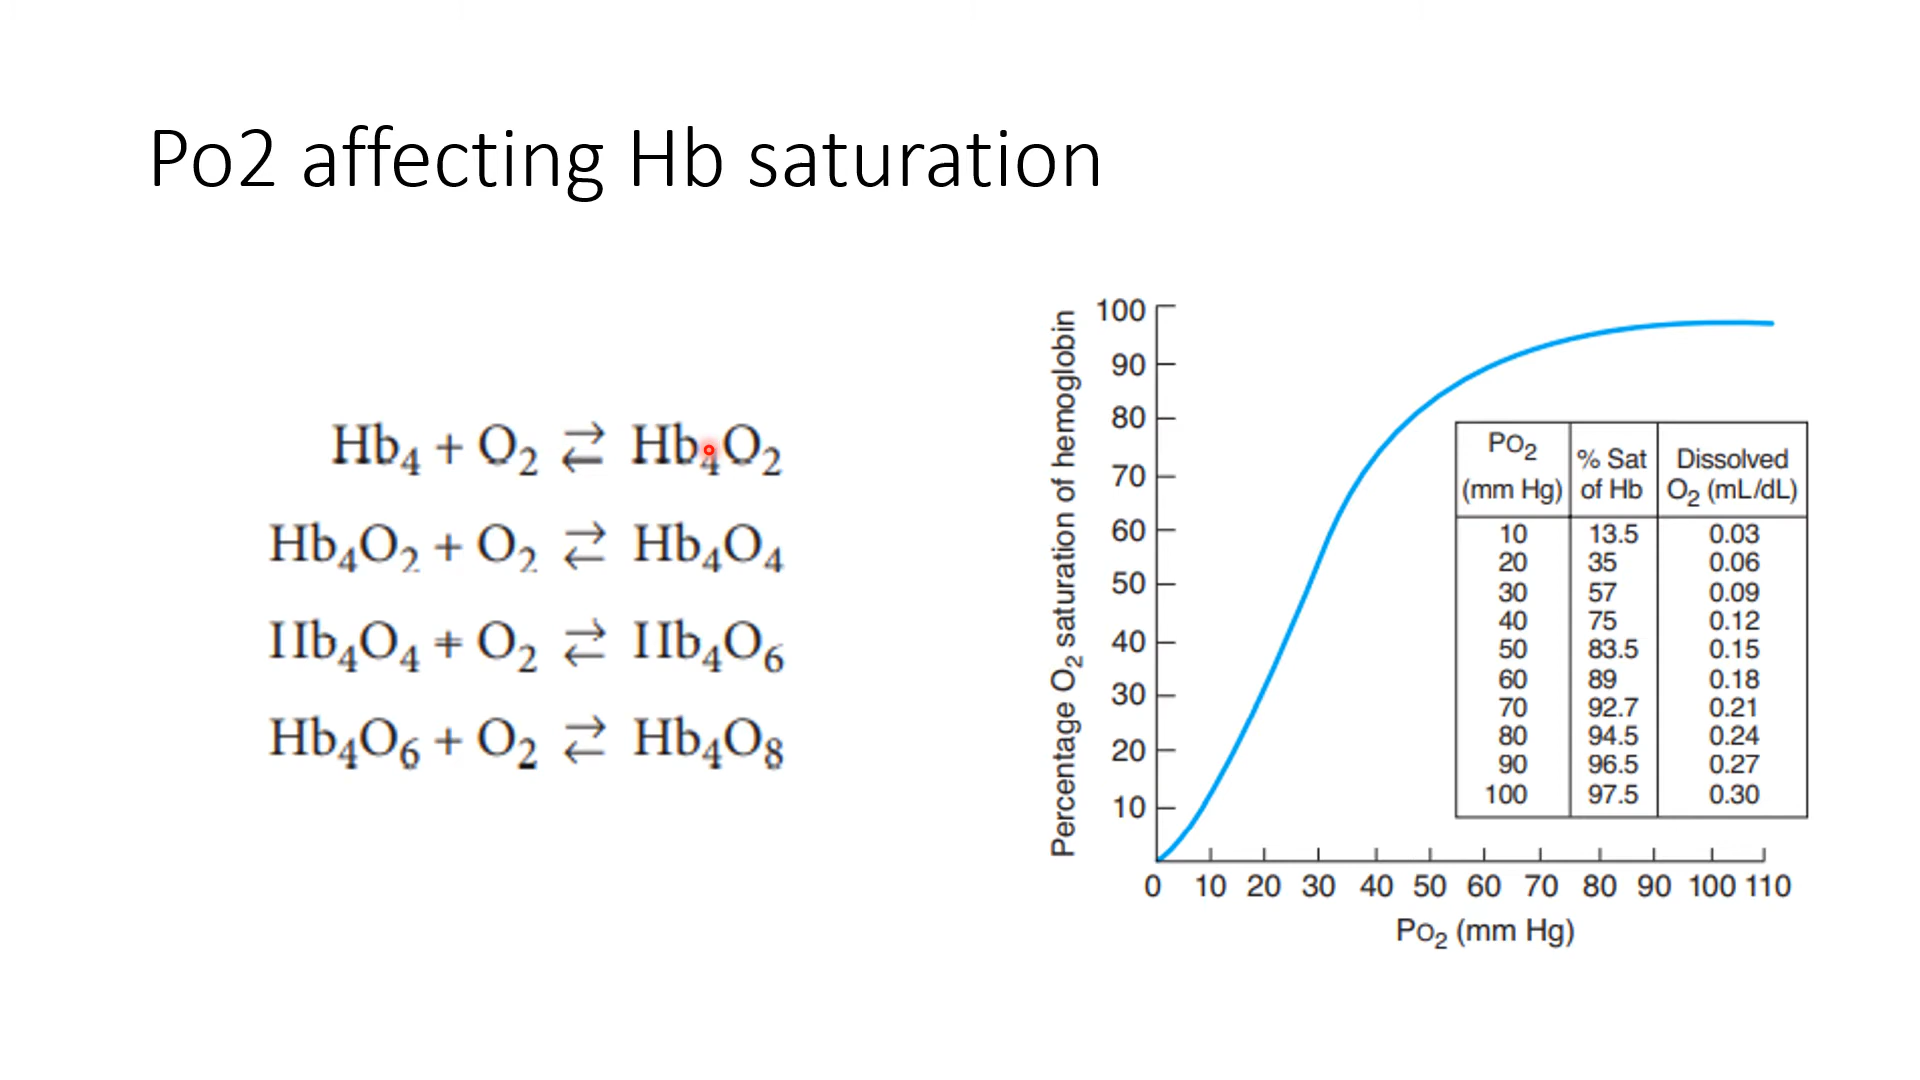 Po2 affecting Hb saturation
Hb₄ + O₂ ⇄ Hb₄O₂
Hb₄O₂ + O₂ ⇄ Hb₄O₄
Hb₄O₄ + O₂ ⇄ Hb₄O₆
Hb₄O₆ + O₂ ⇄ Hb₄O₈
Percentage O₂ saturation of hemoglobin
100
90
80
70
60
50
40
30
20
10
PO₂ (mm Hg) % Sat of Hb Dissolved O₂ (mL/dL)
10 13.5 0.03
20 35 0.06
30 57 0.09
40 75 0.12
50 83.5 0.15
60 89 0.18
70 92.7 0.21
80 94.5 0.24
90 96.5 0.27
100 97.5 0.30
0 10 20 30 40 50 60 70 80 90 100 110
PO₂ (mm Hg)